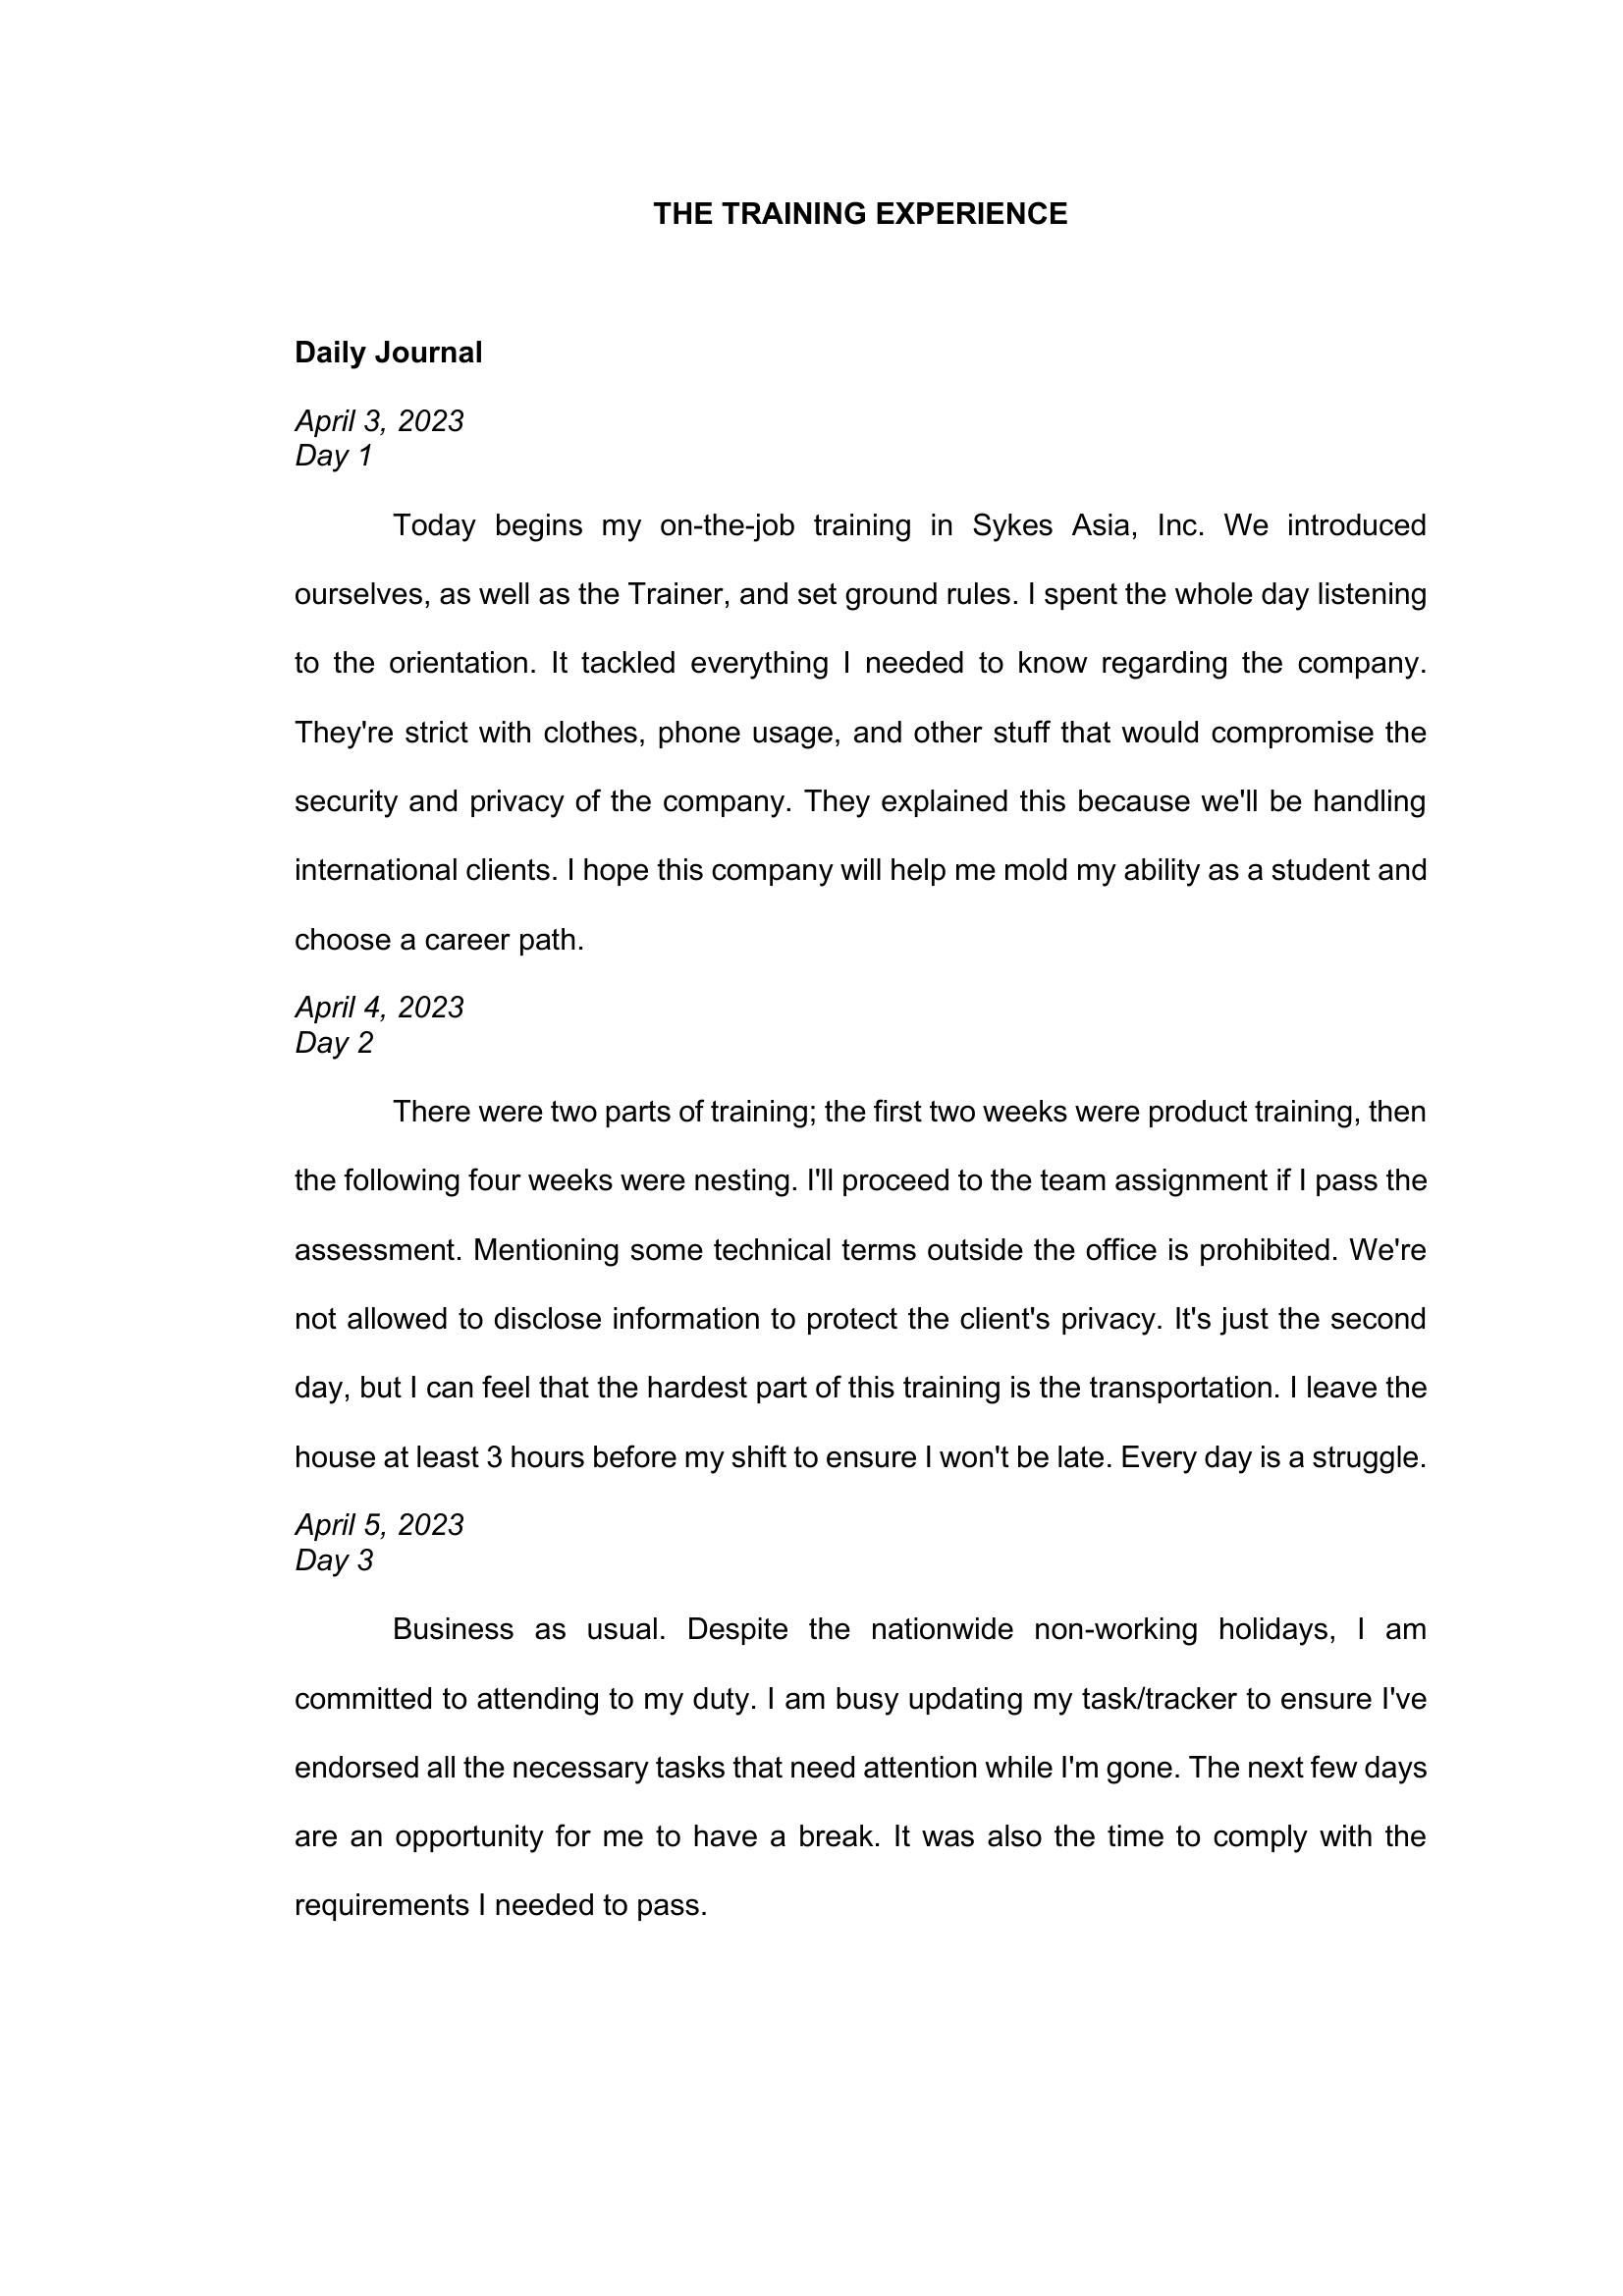 THE TRAINING EXPERIENCE
Daily Journal
April 3, 2023
Day 1
Today begins my on-the-job training in Sykes Asia, Inc. We introduced
ourselves, as well as the Trainer, and set ground rules. I spent the whole day listening
to the orientation. It tackled everything I needed to know regarding the company.
They're strict with clothes, phone usage, and other stuff that would compromise the
security and privacy of the company. They explained this because we'll be handling
international clients. I hope this company will help me mold my ability as a student and
choose a career path.
April 4, 2023
Day 2
There were two parts of training; the first two weeks were product training, then
the following four weeks were nesting. I'll proceed to the team assignment if I pass the
assessment. Mentioning some technical terms outside the office is prohibited. We're
not allowed to disclose information to protect the client's privacy. It's just the second
day, but I can feel that the hardest part of this training is the transportation. I leave the
house at least 3 hours before my shift to ensure I won't be late. Every day is a struggle.
April 5, 2023
Day 3
Business as usual. Despite the nationwide non-working holidays, I am
committed to attending to my duty. I am busy updating my task/tracker to ensure I've
endorsed all the necessary tasks that need attention while I'm gone. The next few days
are an opportunity for me to have a break. It was also the time to comply with the
requirements I needed to pass.